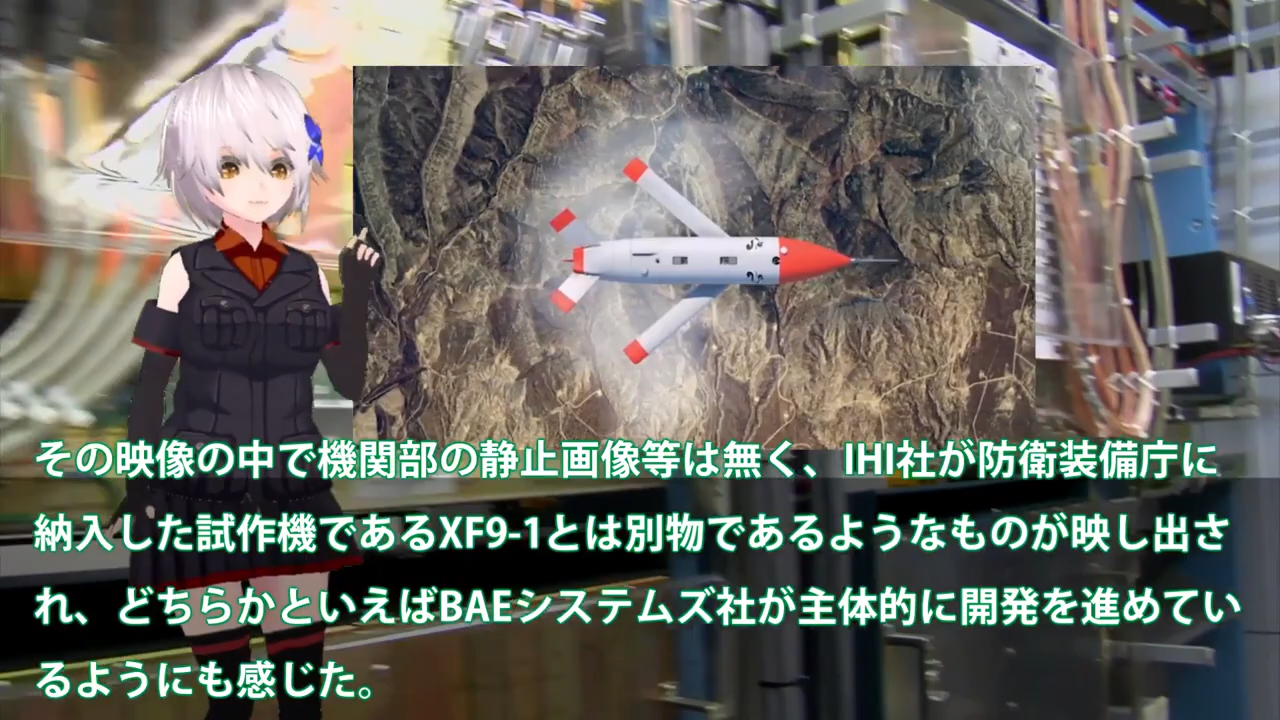 その映像の中で機関部の静止画像等は無く、IHI社が防衛装備庁に
納入した試作機であるXF9-1とは別物であるようなものが映し出さ
れ、どちらかといえばBAEシステムズ社が主体的に開発を進めてい
るようにも感じた。